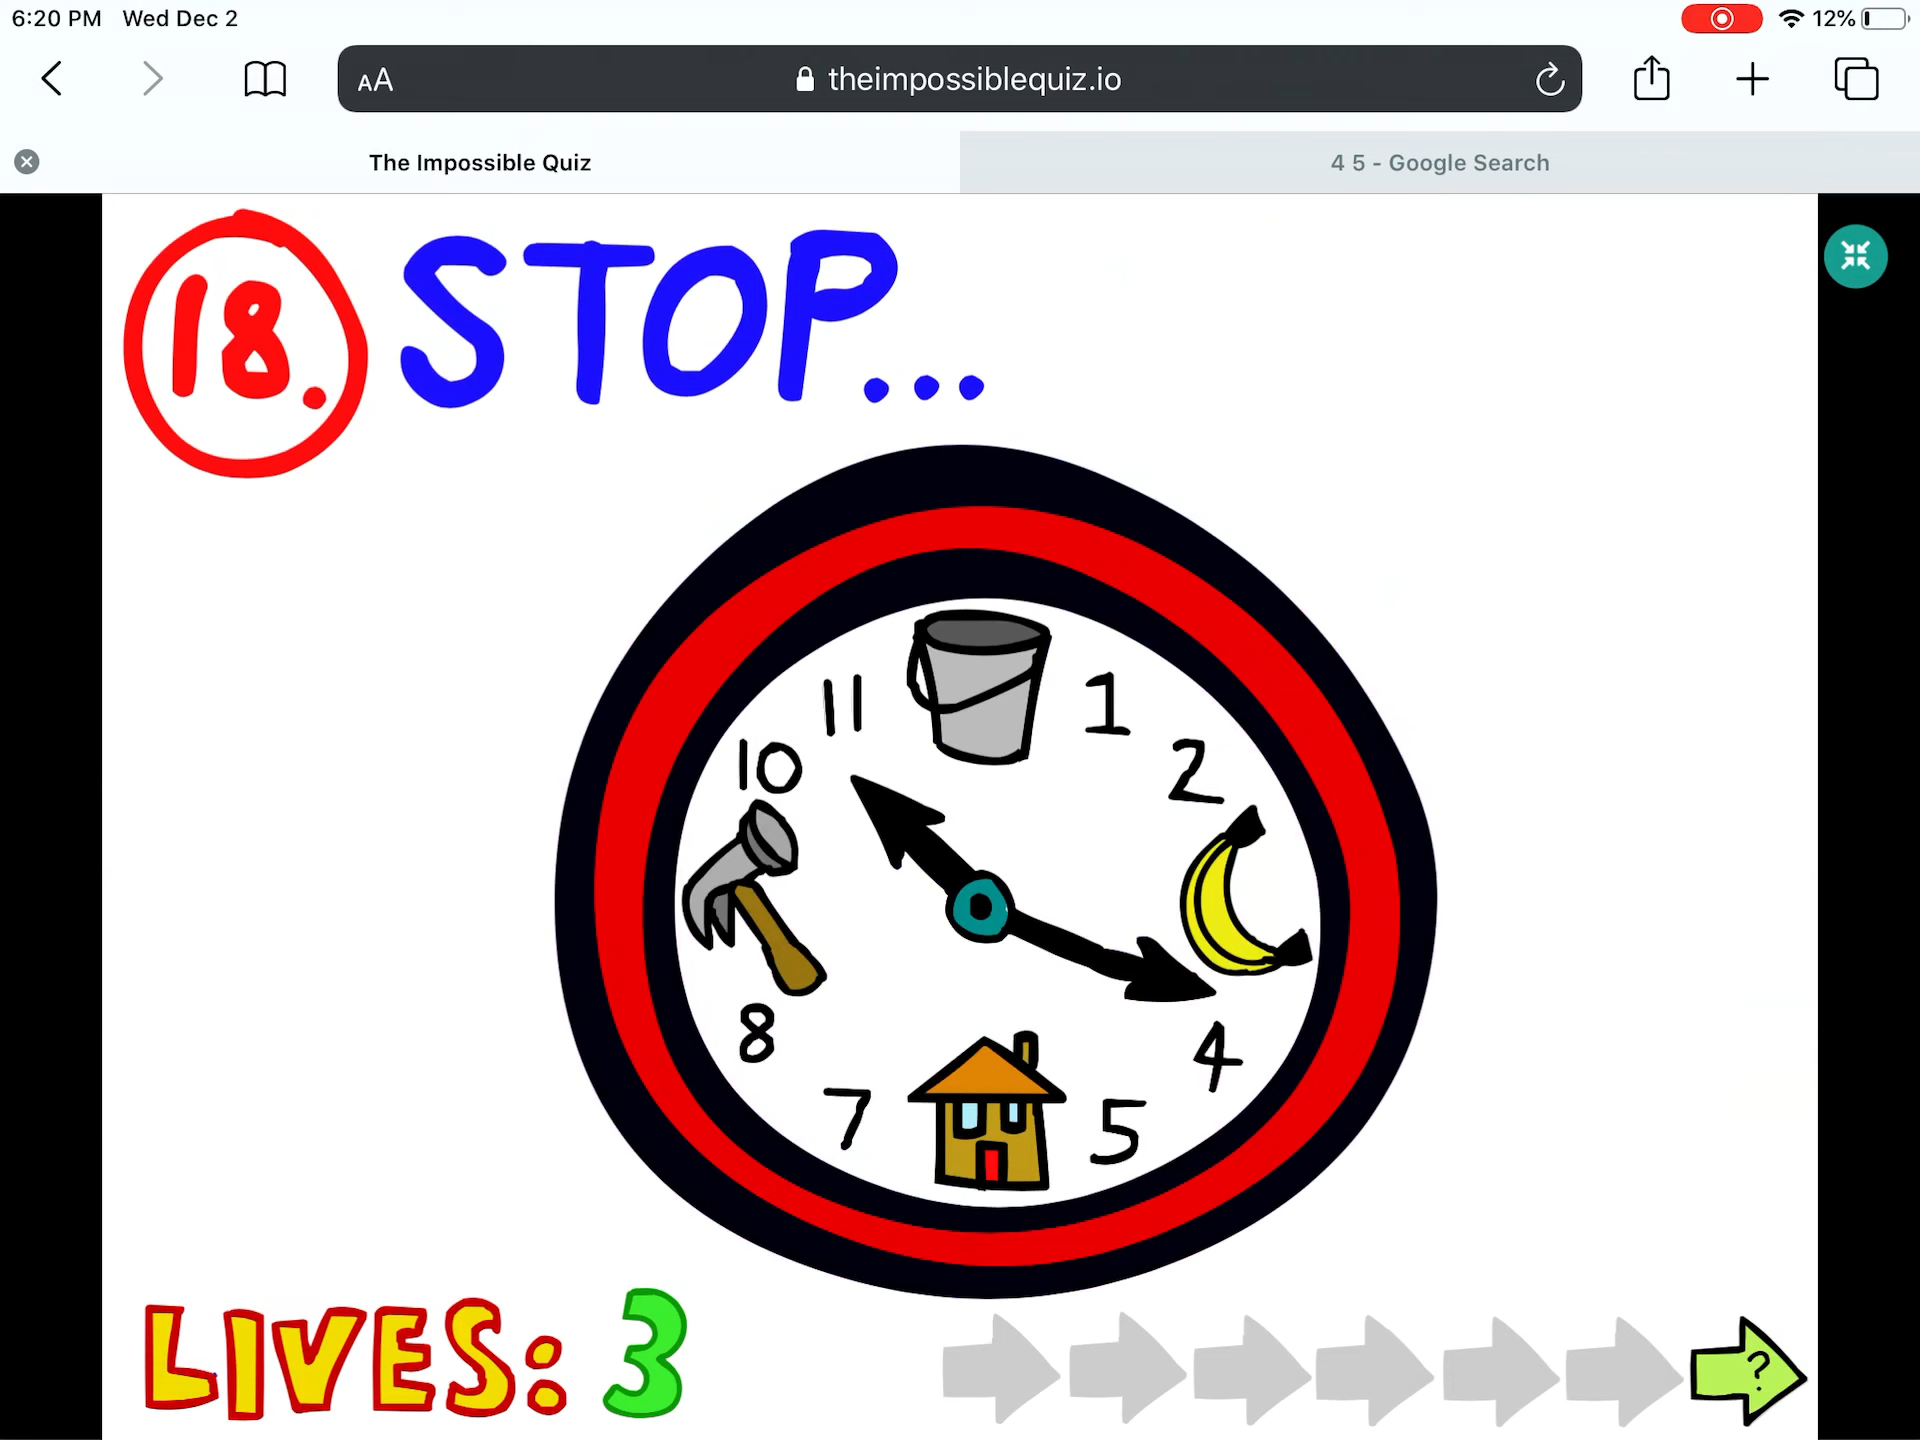 6:20 PM Wed Dec 2
12%
AA theimpossiblequiz.io
The Impossible Quiz
4 5 - Google Search
18. STOP...
11
1
10
2
8
4
7
5
LIVES: 3
?